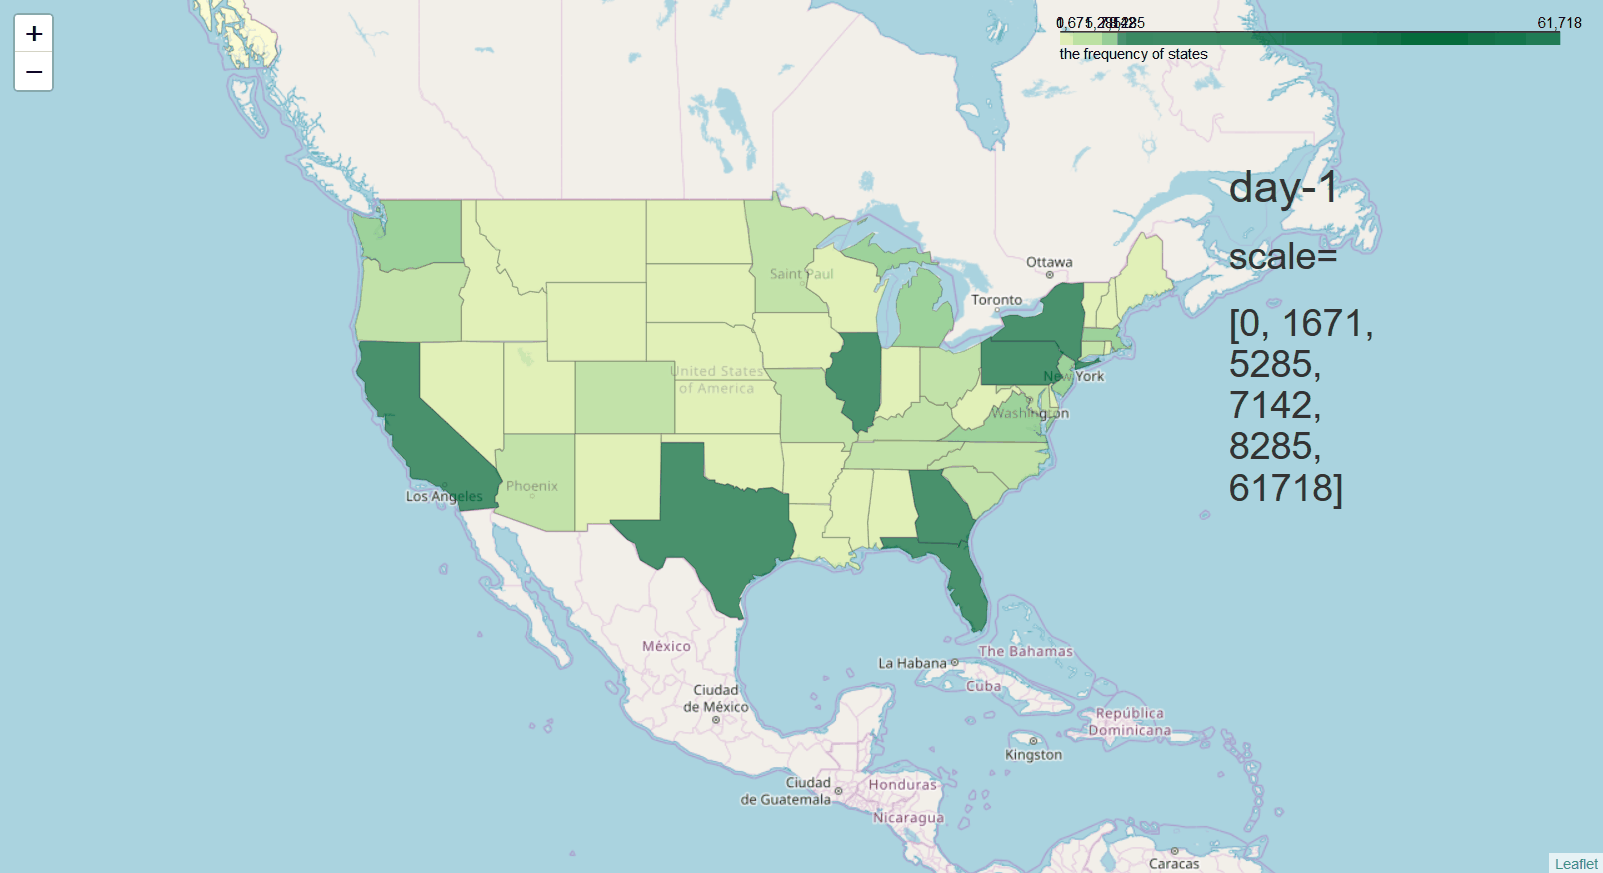 +
−
61,718
the frequency of states
day-1
scale=
[0, 1671,
5285,
7142,
8285,
61718]
Ottawa
Toronto
Saint Paul
United States
of America
New York
Washington
Los Angeles
Phoenix
México
Ciudad
de México
La Habana
The Bahamas
Cuba
República
Dominicana
Kingston
Ciudad
de Guatemala
Honduras
Nicaragua
Caracas
Leaflet